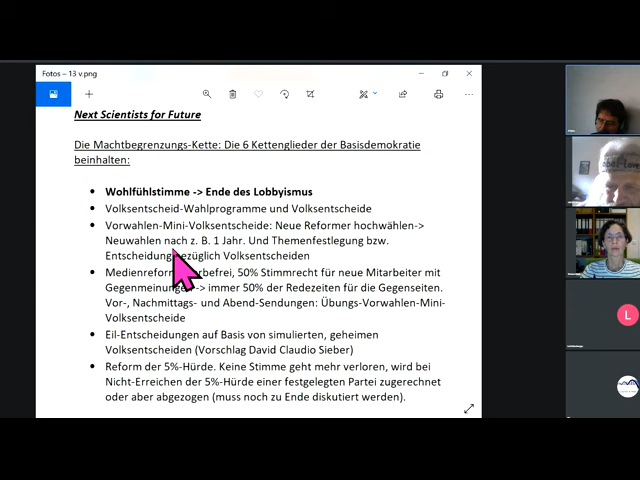 Fotos – 13 v.png
Next Scientists for Future
Die Machtbegrenzungs-Kette: Die 6 Kettenglieder der Basisdemokratie
beinhalten:
• Wohlfühlstimme -> Ende des Lobbyismus
• Volksentscheid-Wahlprogramme und Volksentscheide
• Vorwahlen-Mini-Volksentscheide: Neue Reformer hochwählen->
Neuwahlen nach z. B. 1 Jahr. Und Themenfestlegung bzw.
Entscheidung bezüglich Volksentscheiden
• Medienreform rbefrei, 50% Stimmrecht für neue Mitarbeiter mit
Gegenmeinungen -> immer 50% der Redezeiten für die Gegenseiten.
Vor-, Nachmittags- und Abend-Sendungen: Übungs-Vorwahlen-Mini-
Volksentscheide
• Eil-Entscheidungen auf Basis von simulierten, geheimen
Volksentscheiden (Vorschlag David Claudio Sieber)
• Reform der 5%-Hürde. Keine Stimme geht mehr verloren, wird bei
Nicht-Erreichen der 5%-Hürde einer festgelegten Partei zugerechnet
oder aber abgezogen (muss noch zu Ende diskutiert werden).
L